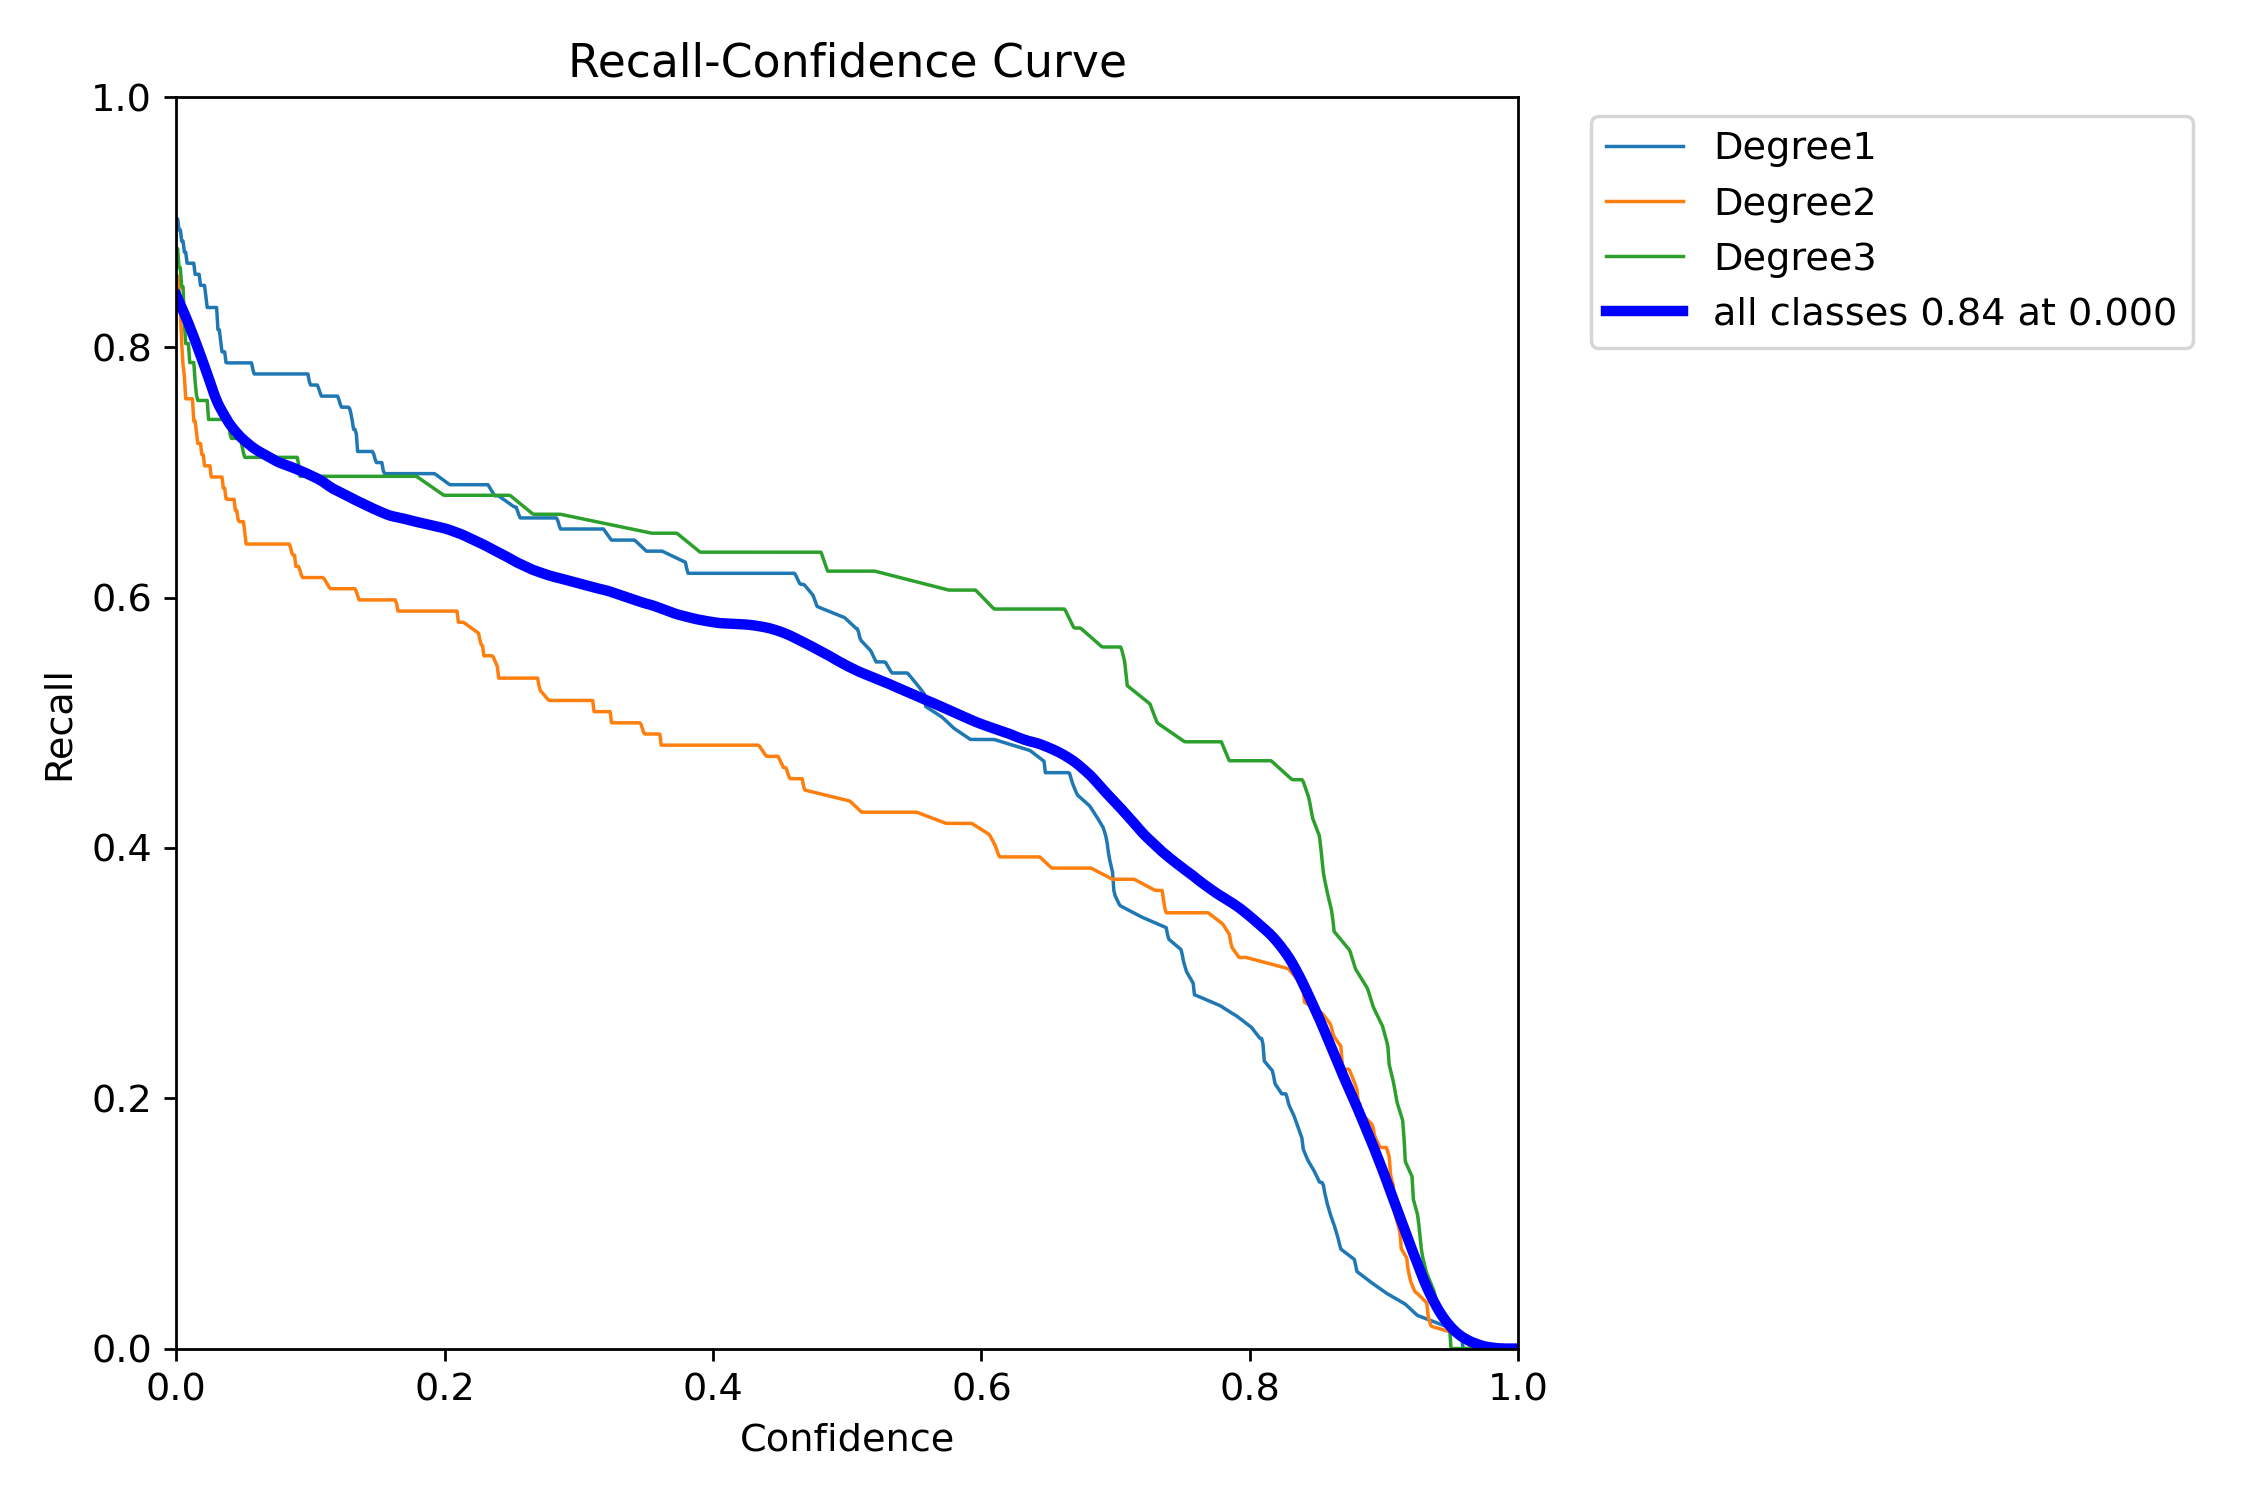 Recall-Confidence Curve
1.0
0.8
0.6
0.4
0.2
0.0
Recall
0.0 0.2 0.4 0.6 0.8 1.0
Confidence
Degree1
Degree2
Degree3
all classes 0.84 at 0.000